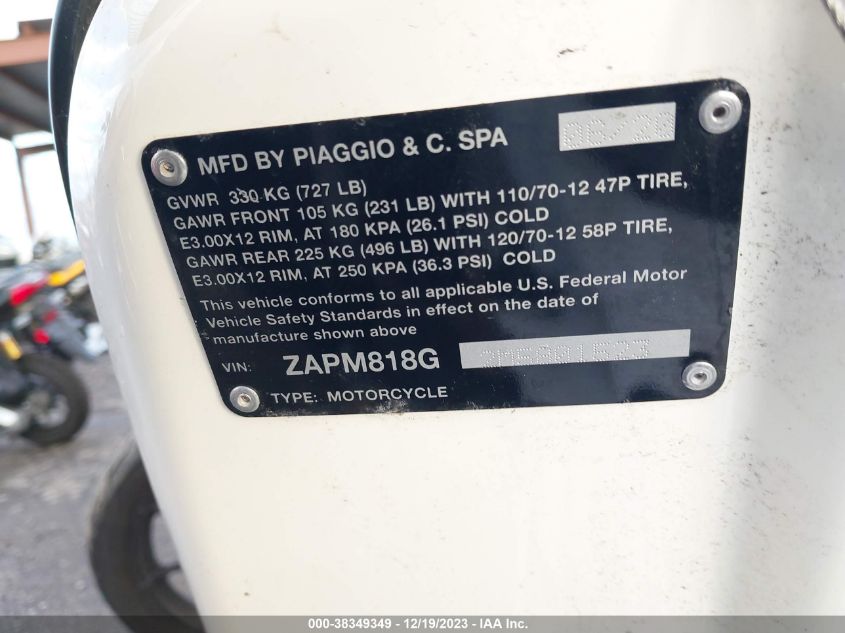 MFD BY PIAGGIO & C. SPA 08/20
GVWR 330 KG (727 LB)
GAWR FRONT 105 KG (231 LB) WITH 110/70-12 47P TIRE,
E3.00X12 RIM, AT 180 KPA (26.1 PSI) COLD
GAWR REAR 225 KG (496 LB) WITH 120/70-12 58P TIRE,
E3.00X12 RIM, AT 250 KPA (36.3 PSI) COLD
This vehicle conforms to all applicable U.S. Federal Motor
Vehicle Safety Standards in effect on the date of
manufacture shown above
VIN: ZAPM818G
TYPE: MOTORCYCLE
000-38349349 - 12/19/2023 - IAA Inc.